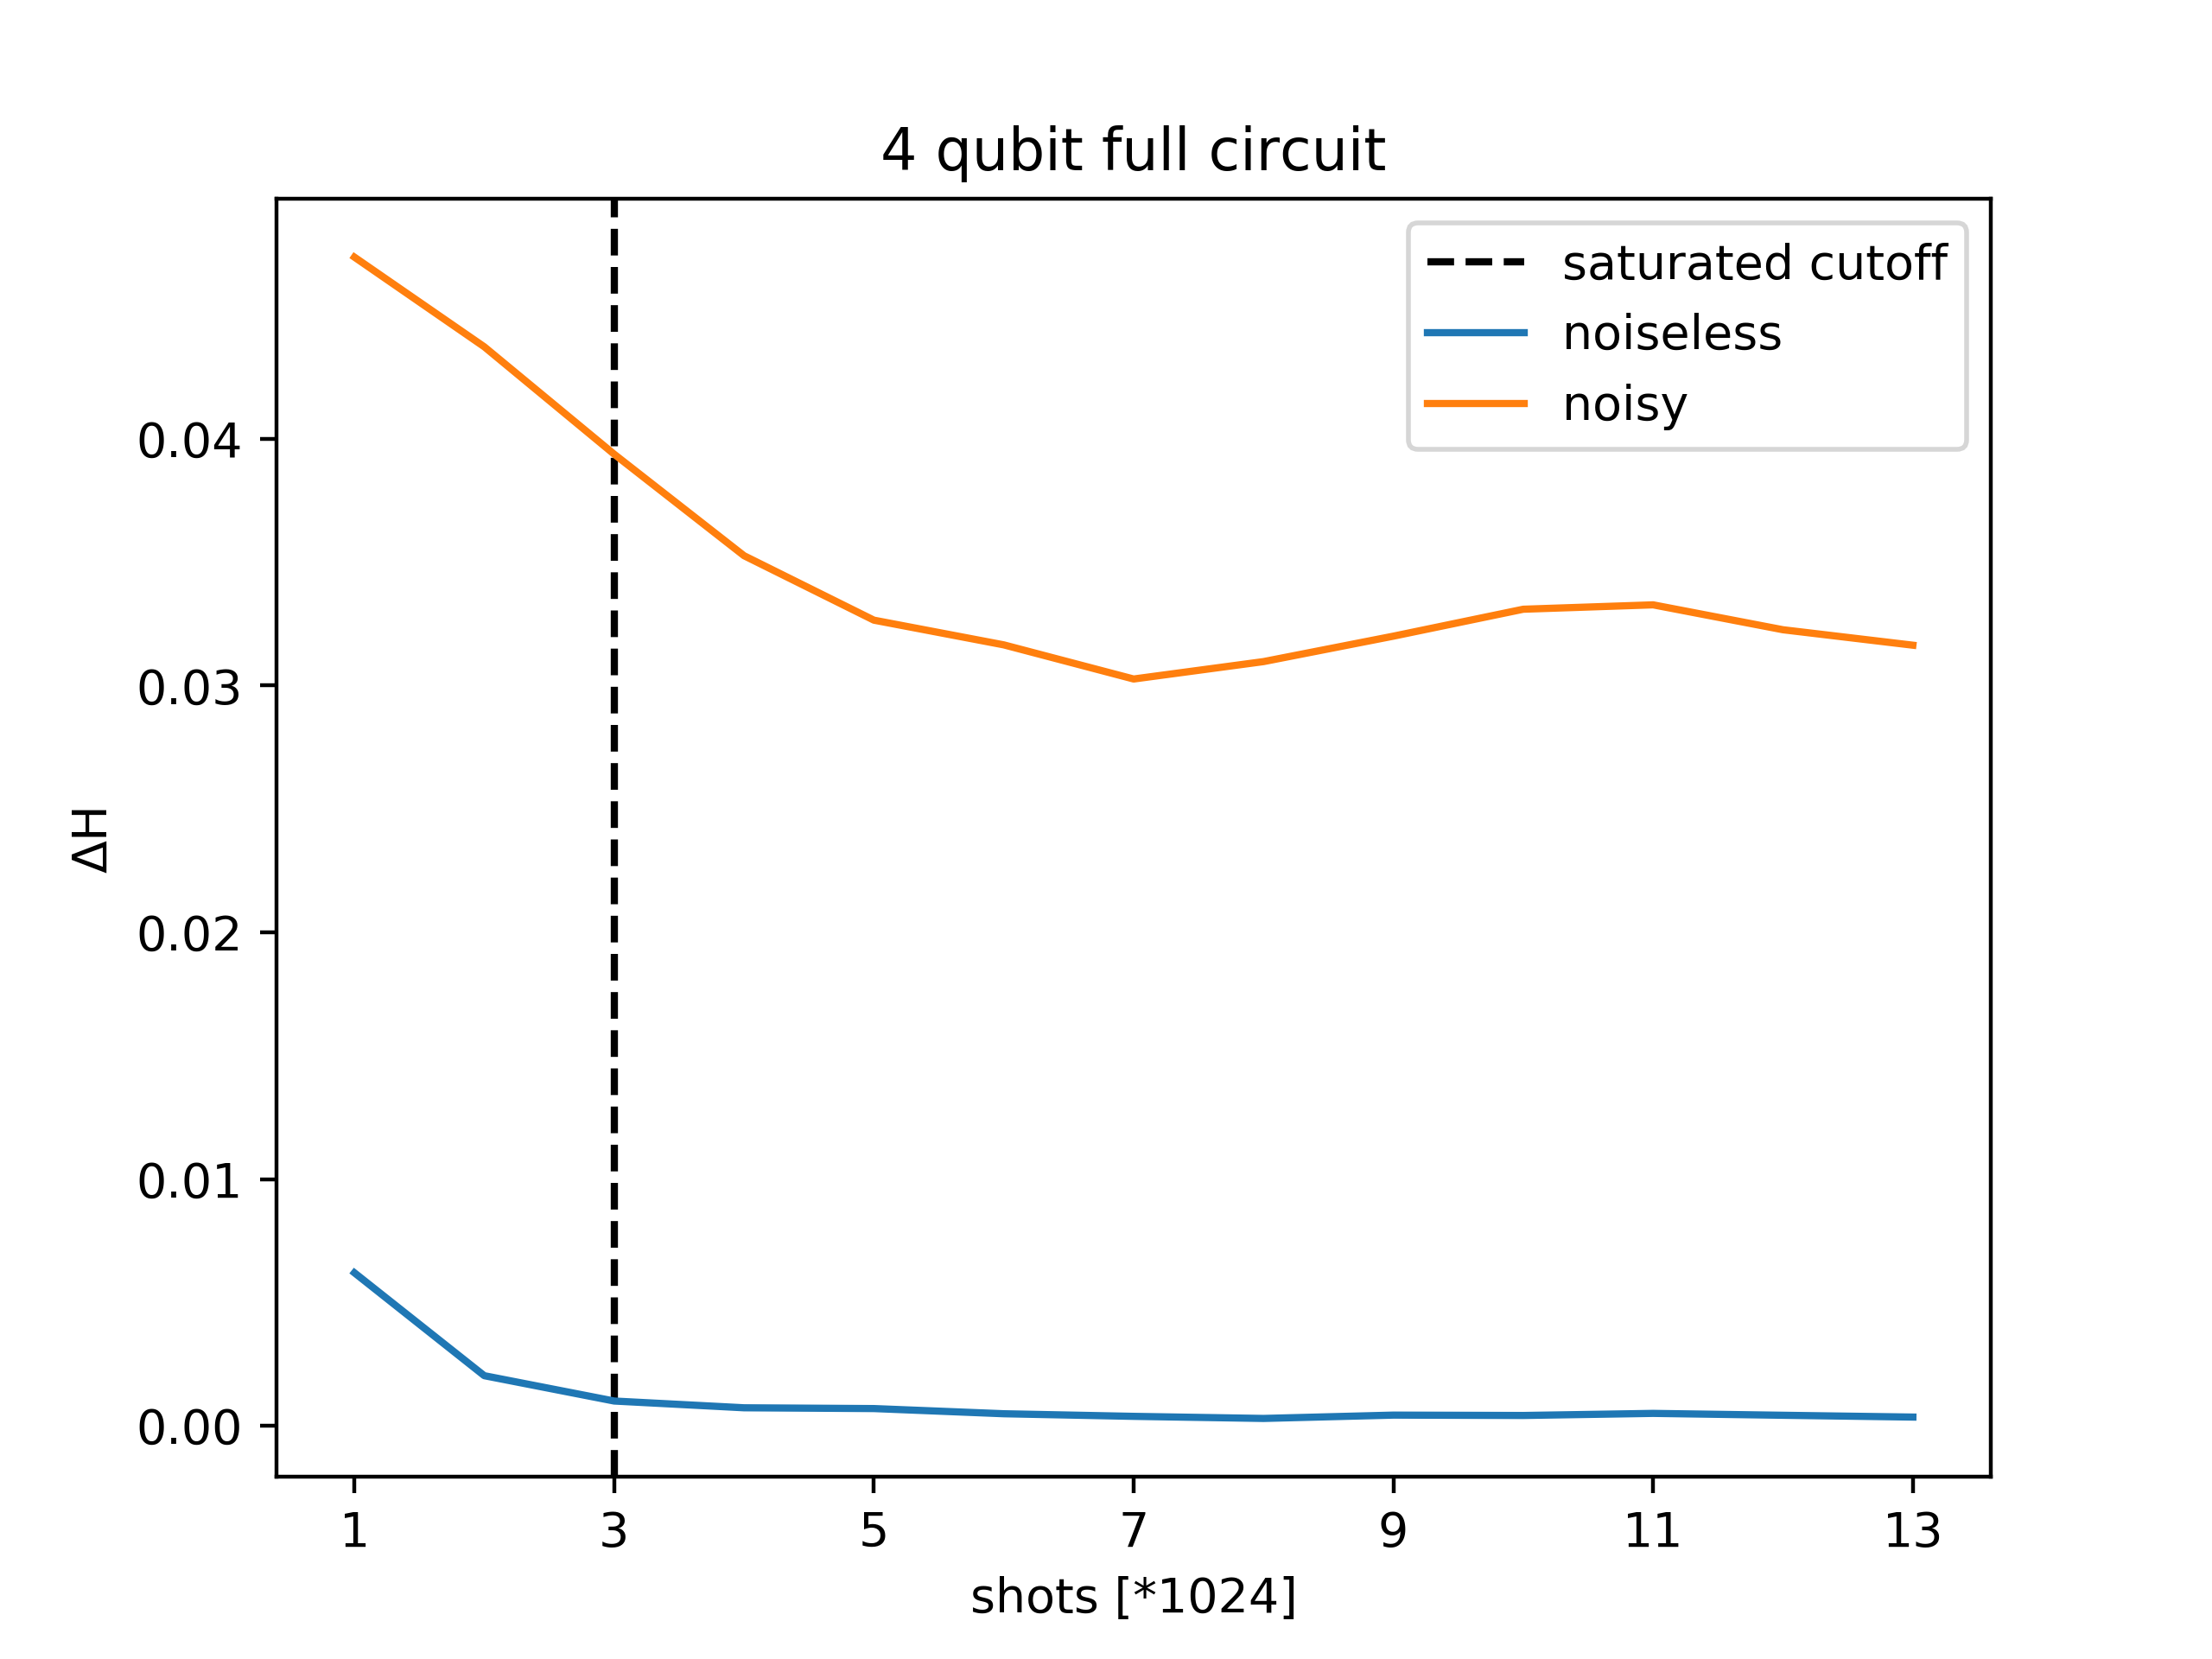 4 qubit full circuit
saturated cutoff
noiseless
noisy
0.04
0.03
0.02
0.01
0.00
ΔH
1 3 5 7 9 11 13
shots [*1024]